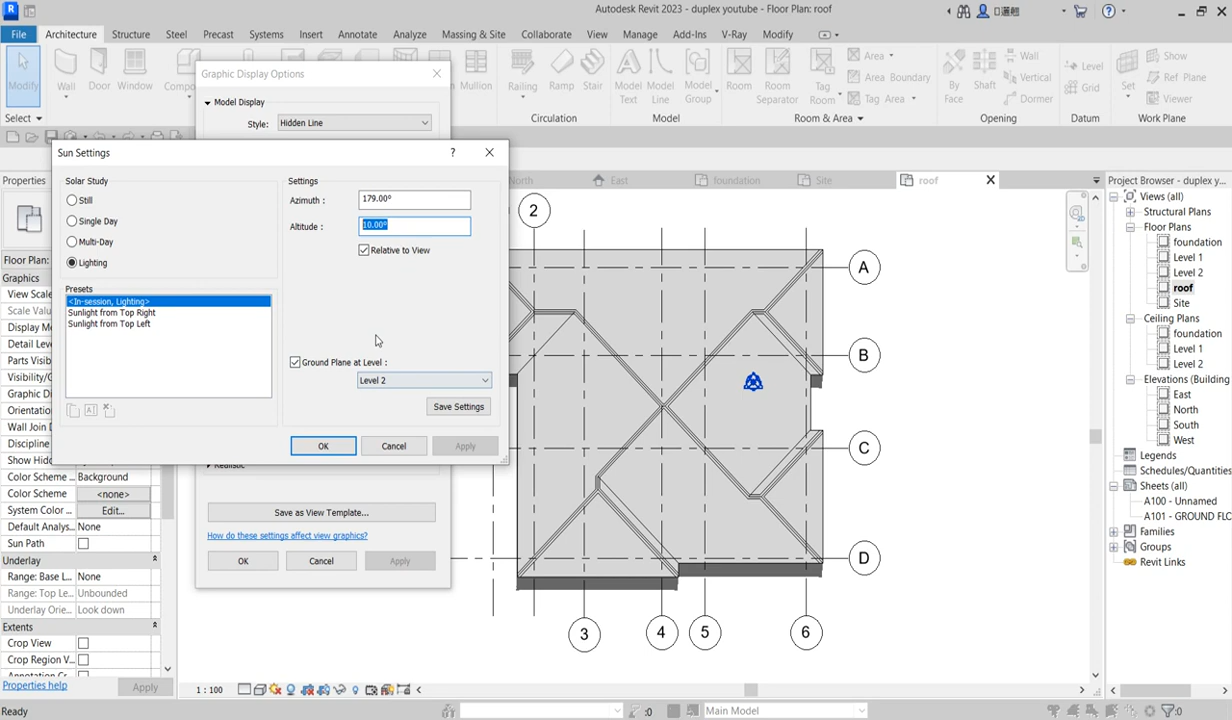 Autodesk Revit 2023 - duplex youtube - Floor Plan: roof
File Architecture Structure Steel Precast Systems Insert Annotate Analyze Massing & Site Collaborate View Manage Add-Ins V-Ray Modify
Modify Wall Door Window Compo Mullion Railing Ramp Stair Model Text Model Line Model Group Room Room Separator Tag Room Area Area Boundary Tag Area By Face Shaft Wall Vertical Dormer Level Grid Set Show Ref Plane Viewer
Select Circulation Model Room & Area Opening Datum Work Plane
Graphic Display Options
Model Display
Style: Hidden Line
Sun Settings
?
Solar Study
Still
Single Day
Multi-Day
Lighting
Presets
<In-session, Lighting>
Sunlight from Top Right
Sunlight from Top Left
Settings
Azimuth : 179.00°
Altitude : 10.00°
Relative to View
Ground Plane at Level :
Level 2
Save Settings
OK Cancel Apply
Realistic
Save as View Template...
How do these settings affect view graphics?
OK Cancel Apply
North East foundation Site roof
Properties
Floor Plan:
Graphics
View Scale
Scale Valu
Display M
Detail Leve
Parts Visibi
Visibility/G
Graphic Di
Orientation
Wall Join D
Discipline
Show Hidd
Color Scheme ... Background
Color Scheme <none>
System Color ... Edit...
Default Analys... None
Sun Path
Underlay
Range: Base L... None
Range: Top Le... Unbounded
Underlay Orie... Look down
Extents
Crop View
Crop Region V...
Properties help Apply
2
A
B
C
D
3 4 5 6
Project Browser - duplex y...
Views (all)
Structural Plans
Floor Plans
foundation
Level 1
Level 2
roof
Site
Ceiling Plans
foundation
Level 1
Level 2
Elevations (Building
East
North
South
West
Legends
Schedules/Quantities
Sheets (all)
A100 - Unnamed
A101 - GROUND FLC
Families
Groups
Revit Links
1 : 100
Ready
:0 Main Model :0